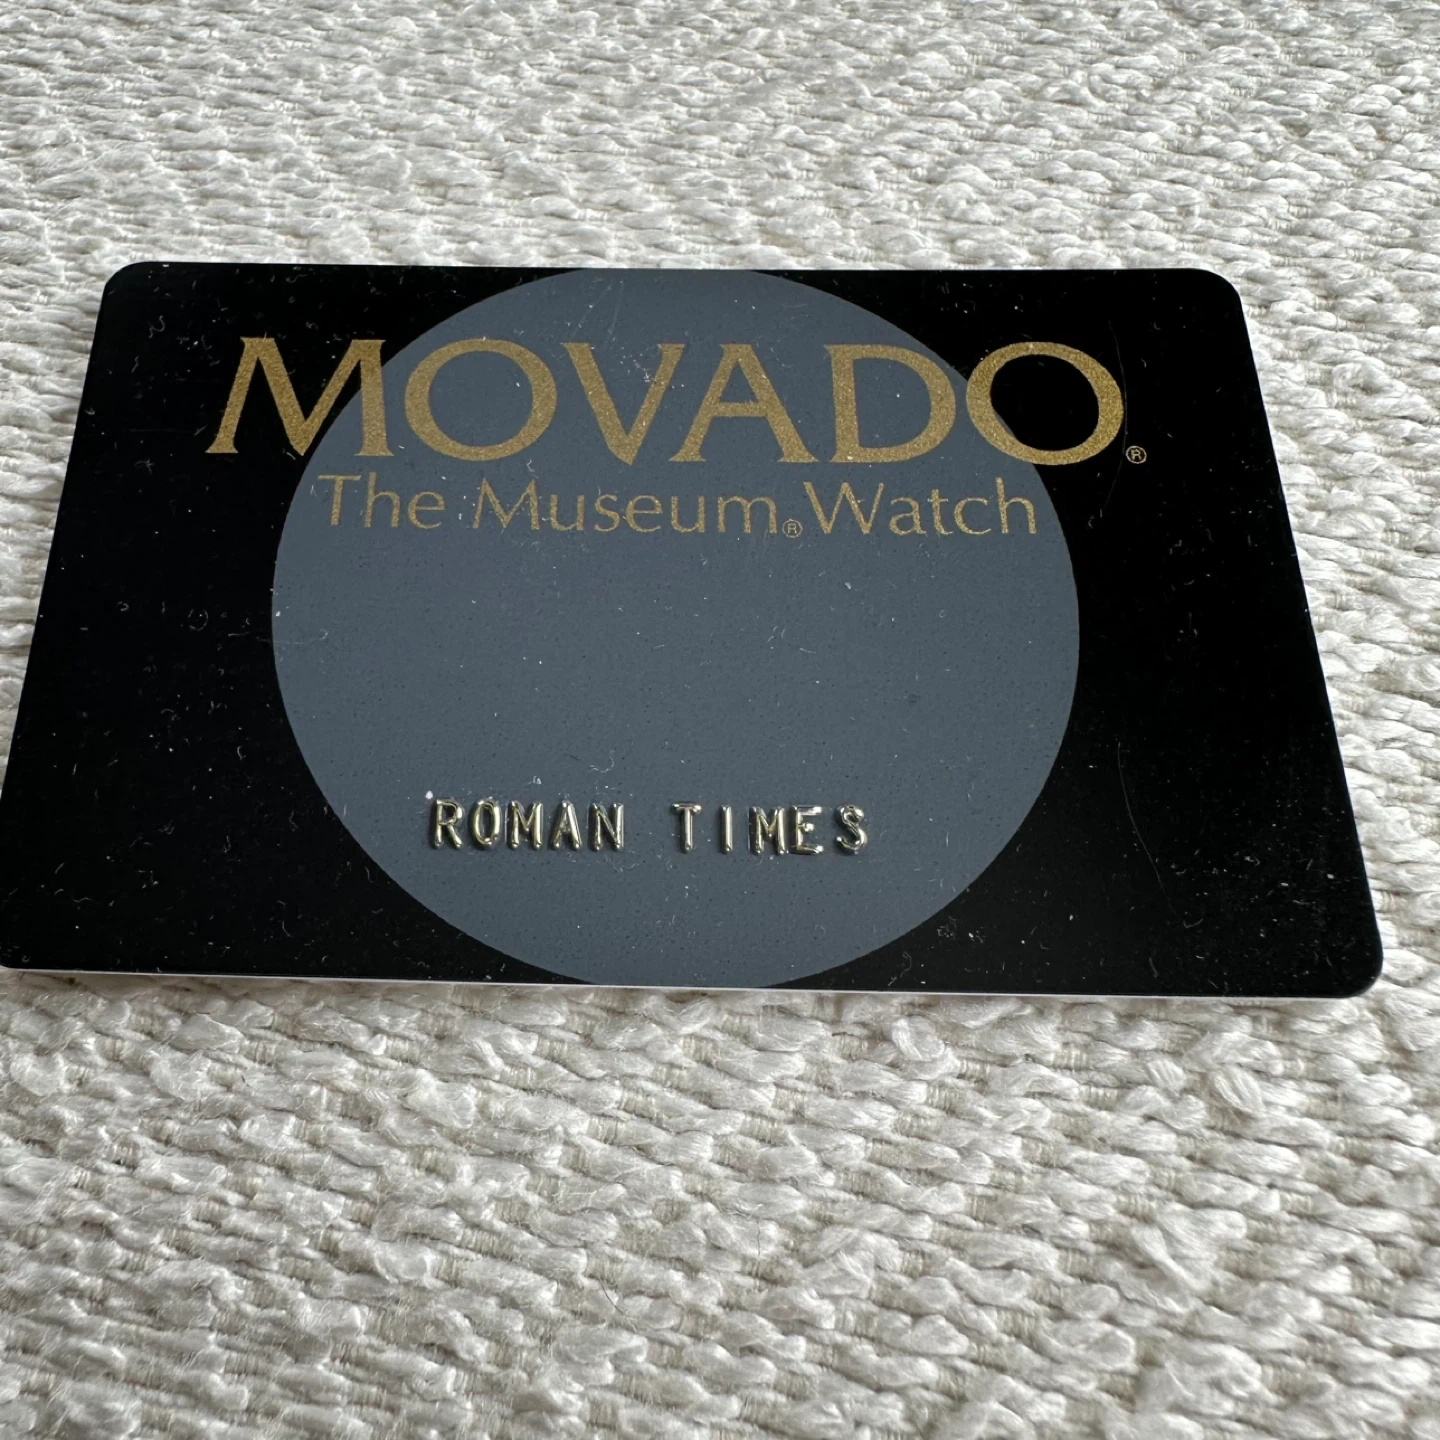 MOVADO®
The Museum® Watch
ROMAN TIMES